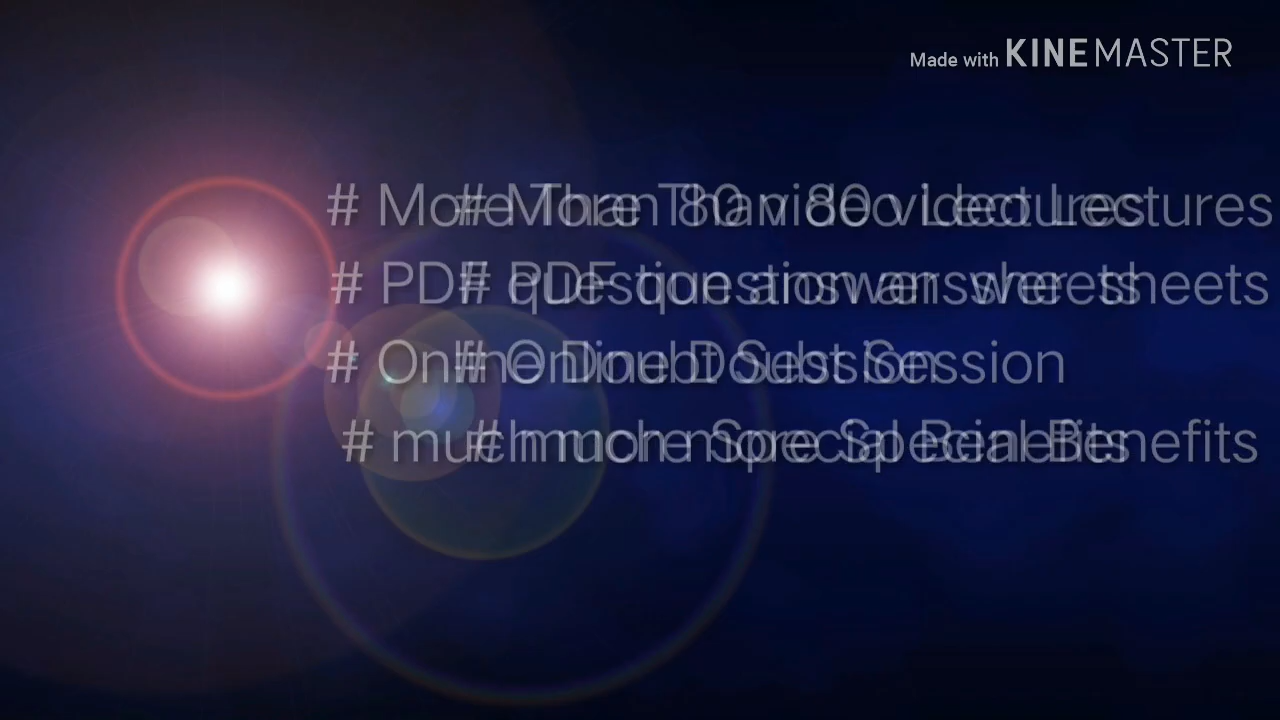 Made with KINEMASTER
# More Than 80 video Lectures
# PDF question answer sheets
# Online Doubt Session
# much more Special Benefits